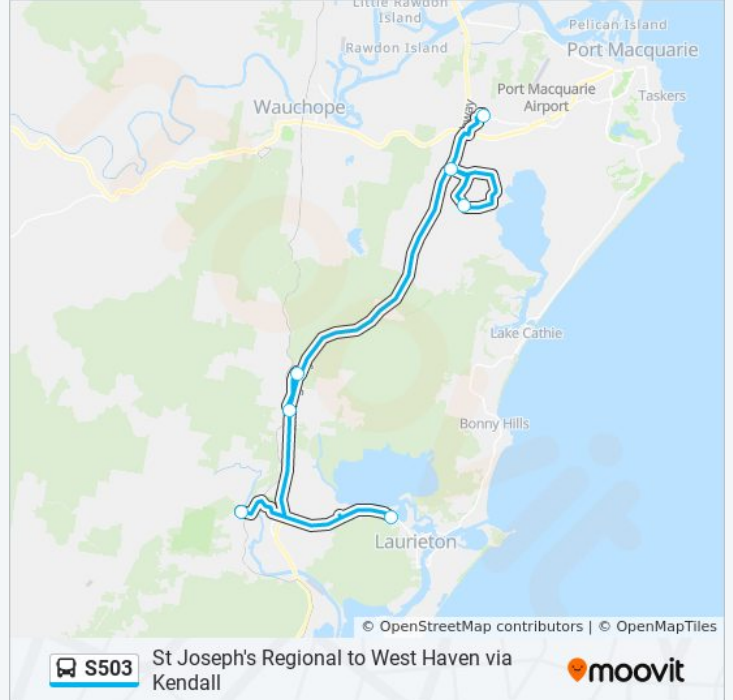 Little Rawdon
Island
Pelican Island
Rawdon Island
Port Macquarie
Port Macquarie
Airport
Taskers
Wauchope
way
Lake Cathie
Bonny Hills
Laurieton
© OpenStreetMap contributors | © OpenMapTiles
S503
St Joseph's Regional to West Haven via
Kendall
moovit